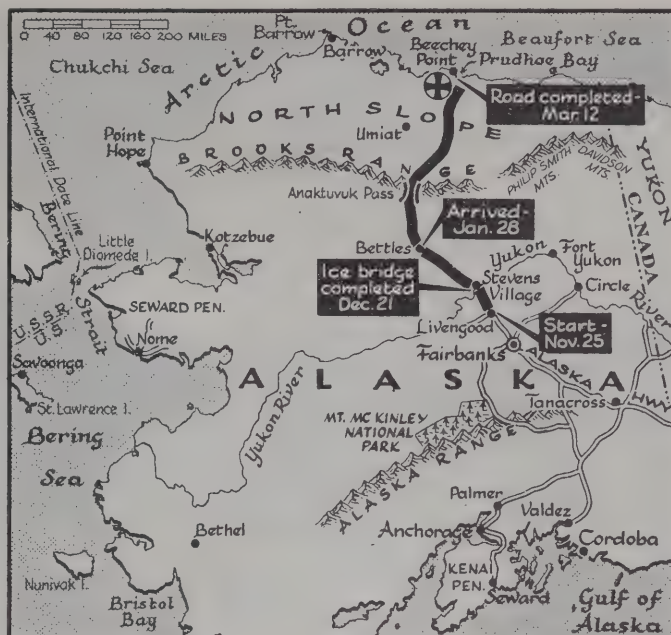 0 40 80 120 160 200 MILES
Arctic Ocean
Pt. Barrow
Barrow
Beechey Point
Beaufort Sea
Prudhoe Bay
Chukchi Sea
Road completed-
Mar. 12
NORTH SLOPE
Umiat
Point Hope
BROOKS RANGE
PHILIP SMITH MTS.
DAVIDSON MTS.
YUKON
CANADA
International Date Line
Anaktuvuk Pass
Arrived-
Jan. 28
Bering Strait
Little Diomede I.
Kotzebue
Bettles
Yukon River
Fort Yukon
Ice bridge
completed
Dec. 21
Stevens Village
Circle
U.S.S.R.
SEWARD PEN.
Nome
Livengood
Start-
Nov. 25
Fairbanks
ALASKA HWY.
Savoonga
St. Lawrence I.
ALASKA
Tanacross
Yukon River
MT. MC KINLEY
NATIONAL
PARK
ALASKA RANGE
Bering Sea
Palmer
Valdez
Bethel
Anchorage
Cordoba
Nunivak I.
KENAI PEN.
Seward
Bristol Bay
Gulf of Alaska